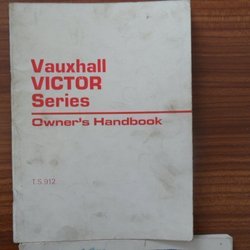 Vauxhall
VICTOR
Series
Owner's Handbook
T.S.912.